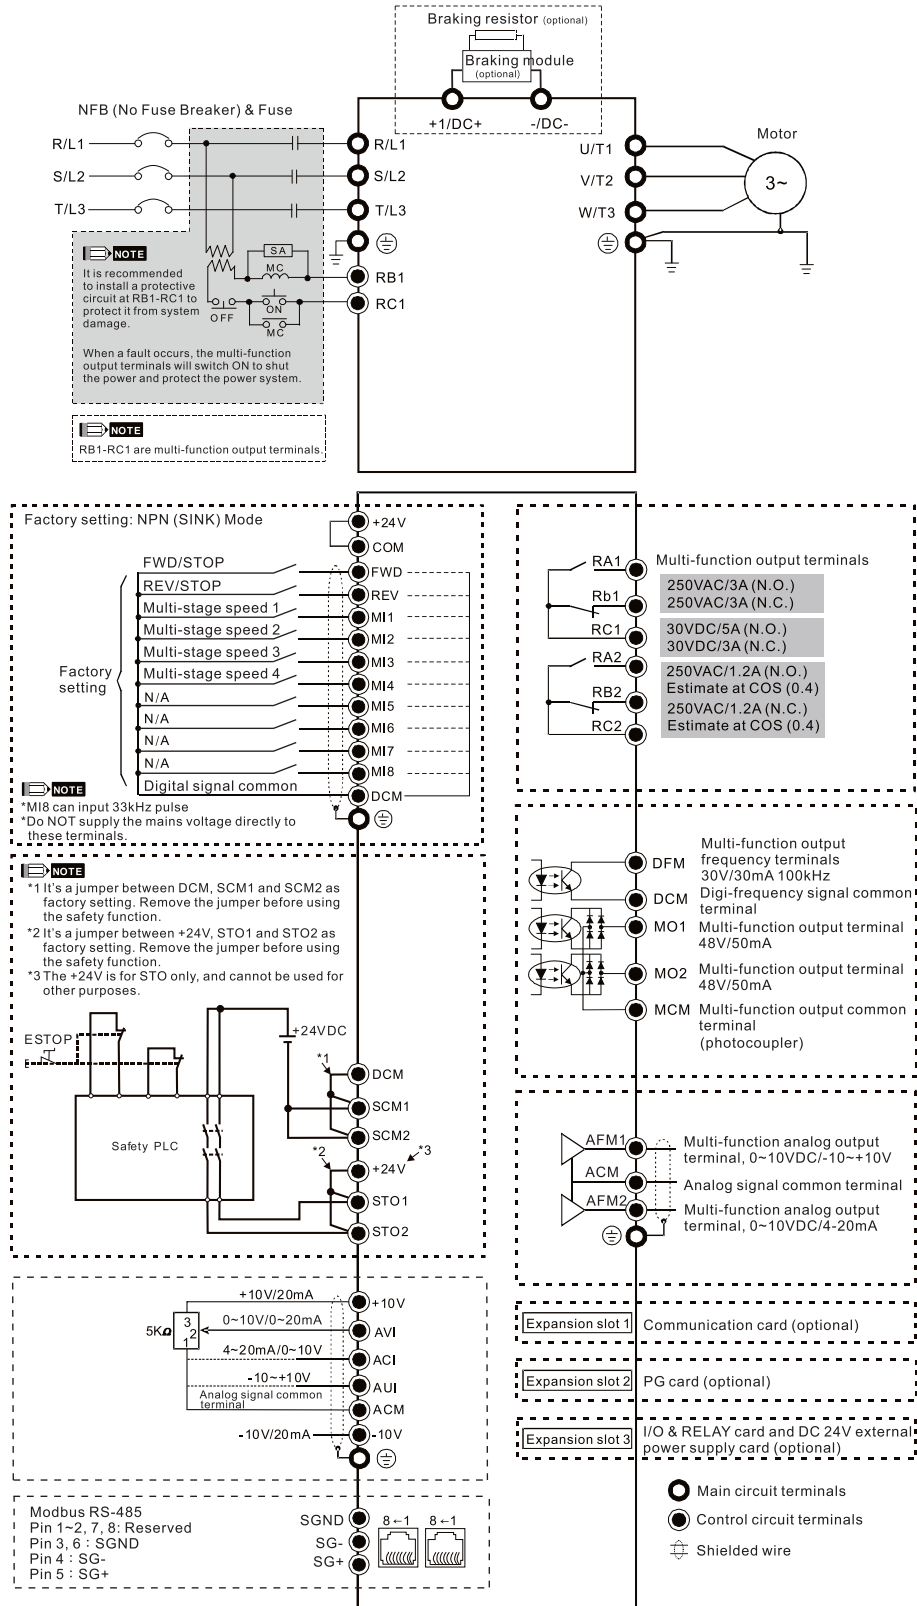 Braking resistor (optional)
Braking module
(optional)
+1/DC+
-/DC-
NFB (No Fuse Breaker) & Fuse
R/L1
S/L2
T/L3
R/L1
S/L2
T/L3
RB1
RC1
U/T1
V/T2
W/T3
Motor
3~
SA
MC
ON
OFF
MC
NOTE
It is recommended
to install a protective
circuit at RB1-RC1 to
protect it from system
damage.
When a fault occurs, the multi-function
output terminals will switch ON to shut
the power and protect the power system.
NOTE
RB1-RC1 are multi-function output terminals.
Factory setting: NPN (SINK) Mode
+24V
COM
FWD/STOP
FWD
REV/STOP
REV
Multi-stage speed 1
MI1
Multi-stage speed 2
MI2
Multi-stage speed 3
MI3
Multi-stage speed 4
MI4
N/A
MI5
N/A
MI6
N/A
MI7
N/A
MI8
Digital signal common
DCM
Factory
setting
NOTE
*MI8 can input 33kHz pulse
*Do NOT supply the mains voltage directly to
these terminals.
RA1
Rb1
RC1
RA2
RB2
RC2
Multi-function output terminals
250VAC/3A (N.O.)
250VAC/3A (N.C.)
30VDC/5A (N.O.)
30VDC/3A (N.C.)
250VAC/1.2A (N.O.)
Estimate at COS (0.4)
250VAC/1.2A (N.C.)
Estimate at COS (0.4)
NOTE
*1 It's a jumper between DCM, SCM1 and SCM2 as
factory setting. Remove the jumper before using
the safety function.
*2 It's a jumper between +24V, STO1 and STO2 as
factory setting. Remove the jumper before using
the safety function.
*3 The +24V is for STO only, and cannot be used for
other purposes.
ESTOP
+24VDC
Safety PLC
*1
DCM
SCM1
SCM2
*2
+24V
*3
STO1
STO2
DFM
Multi-function output
frequency terminals
30V/30mA 100kHz
DCM
Digi-frequency signal common
terminal
MO1
Multi-function output terminal
48V/50mA
MO2
Multi-function output terminal
48V/50mA
MCM
Multi-function output common
terminal
(photocoupler)
AFM1
Multi-function analog output
terminal, 0~10VDC/-10~+10V
ACM
Analog signal common terminal
AFM2
Multi-function analog output
terminal, 0~10VDC/4-20mA
+10V/20mA
+10V
5KΩ
3
2
1
0~10V/0~20mA
AVI
4~20mA/0~10V
ACI
-10~+10V
AUI
Analog signal common
terminal
ACM
-10V/20mA
-10V
Expansion slot 1
Communication card (optional)
Expansion slot 2
PG card (optional)
Expansion slot 3
I/O & RELAY card and DC 24V external
power supply card (optional)
Modbus RS-485
Pin 1~2, 7, 8: Reserved
Pin 3, 6 : SGND
Pin 4 : SG-
Pin 5 : SG+
SGND
SG-
SG+
8←1
8←1
Main circuit terminals
Control circuit terminals
Shielded wire